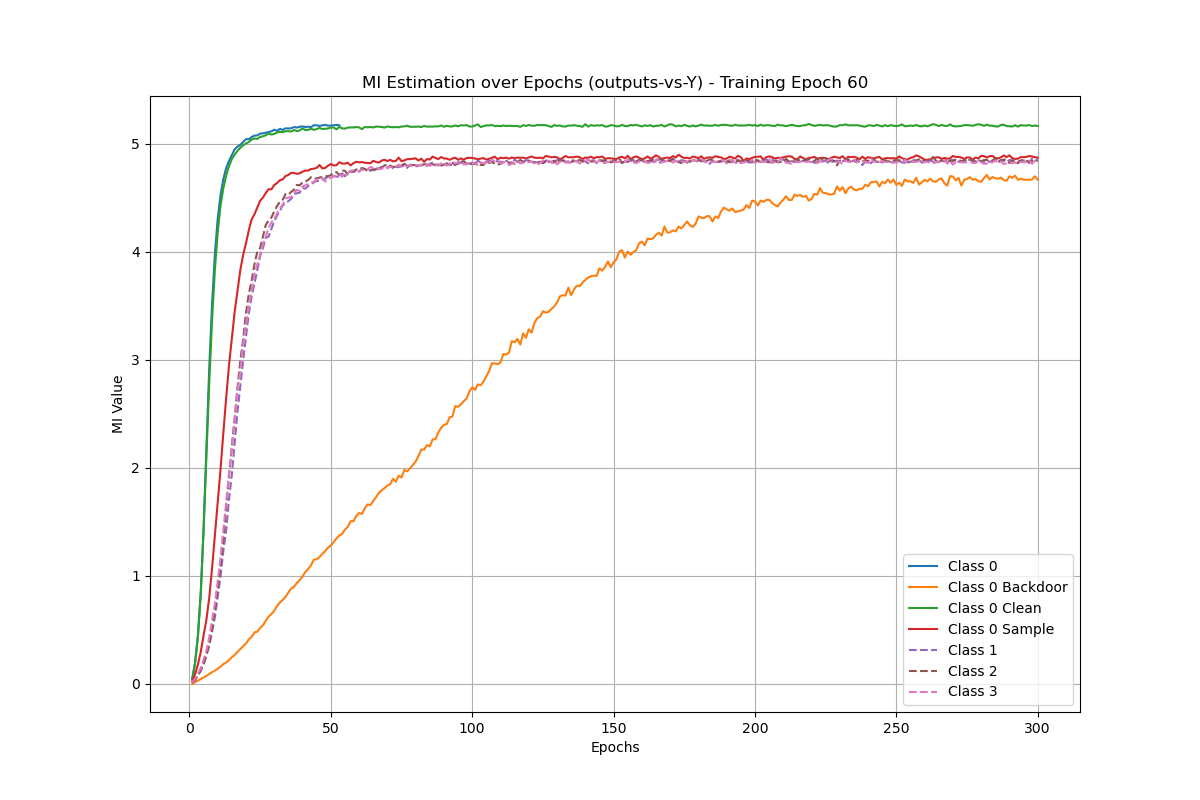 MI Estimation over Epochs (outputs-vs-Y) - Training Epoch 60
MI Value
5
4
3
2
1
0
0 50 100 150 200 250 300
Epochs
Class 0
Class 0 Backdoor
Class 0 Clean
Class 0 Sample
Class 1
Class 2
Class 3